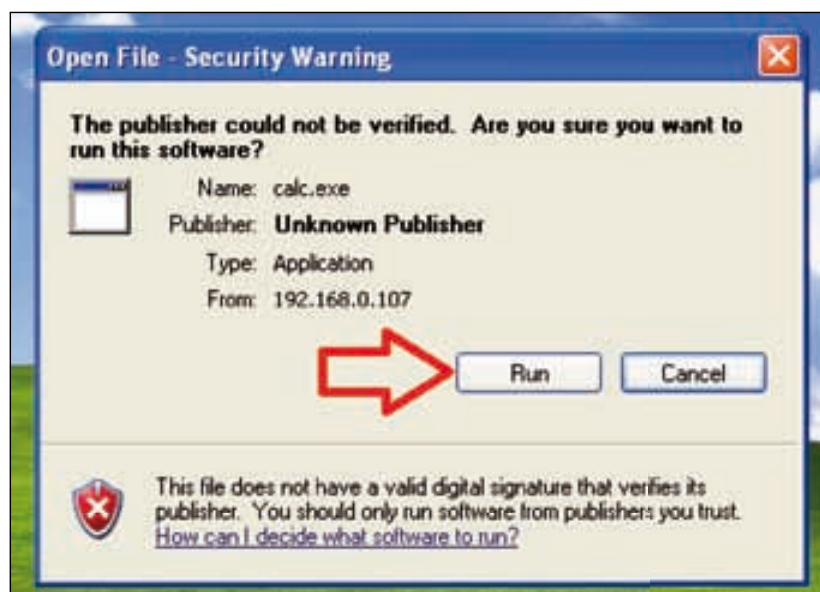 Open File - Security Warning
The publisher could not be verified.  Are you sure you want to
run this software?
Name: calc.exe
Publisher: Unknown Publisher
Type: Application
From: 192.168.0.107
Run
Cancel
This file does not have a valid digital signature that verifies its
publisher.  You should only run software from publishers you trust.
How can I decide what software to run?